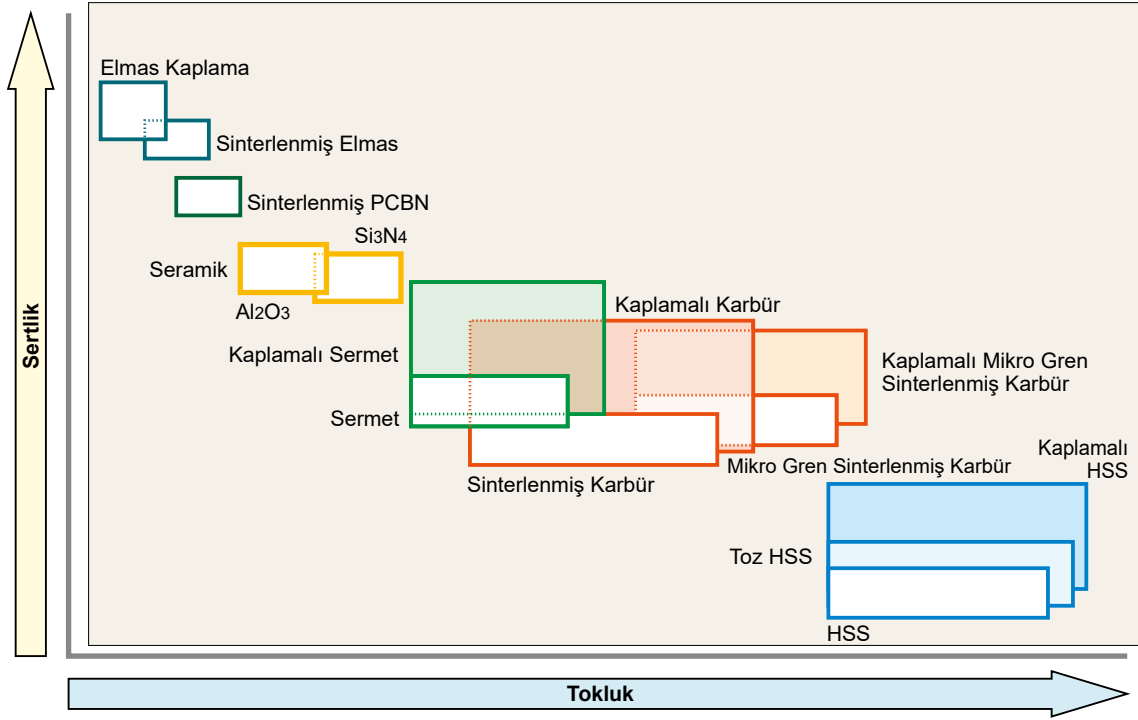 Elmas Kaplama
Sinterlenmiş Elmas
Sinterlenmiş PCBN
Si3N4
Seramik
Al2O3
Kaplamalı Karbür
Kaplamalı Sermet
Kaplamalı Mikro Gren
Sinterlenmiş Karbür
Sermet
Mikro Gren Sinterlenmiş Karbür
Sinterlenmiş Karbür
Kaplamalı
HSS
Toz HSS
HSS
Sertlik
Tokluk